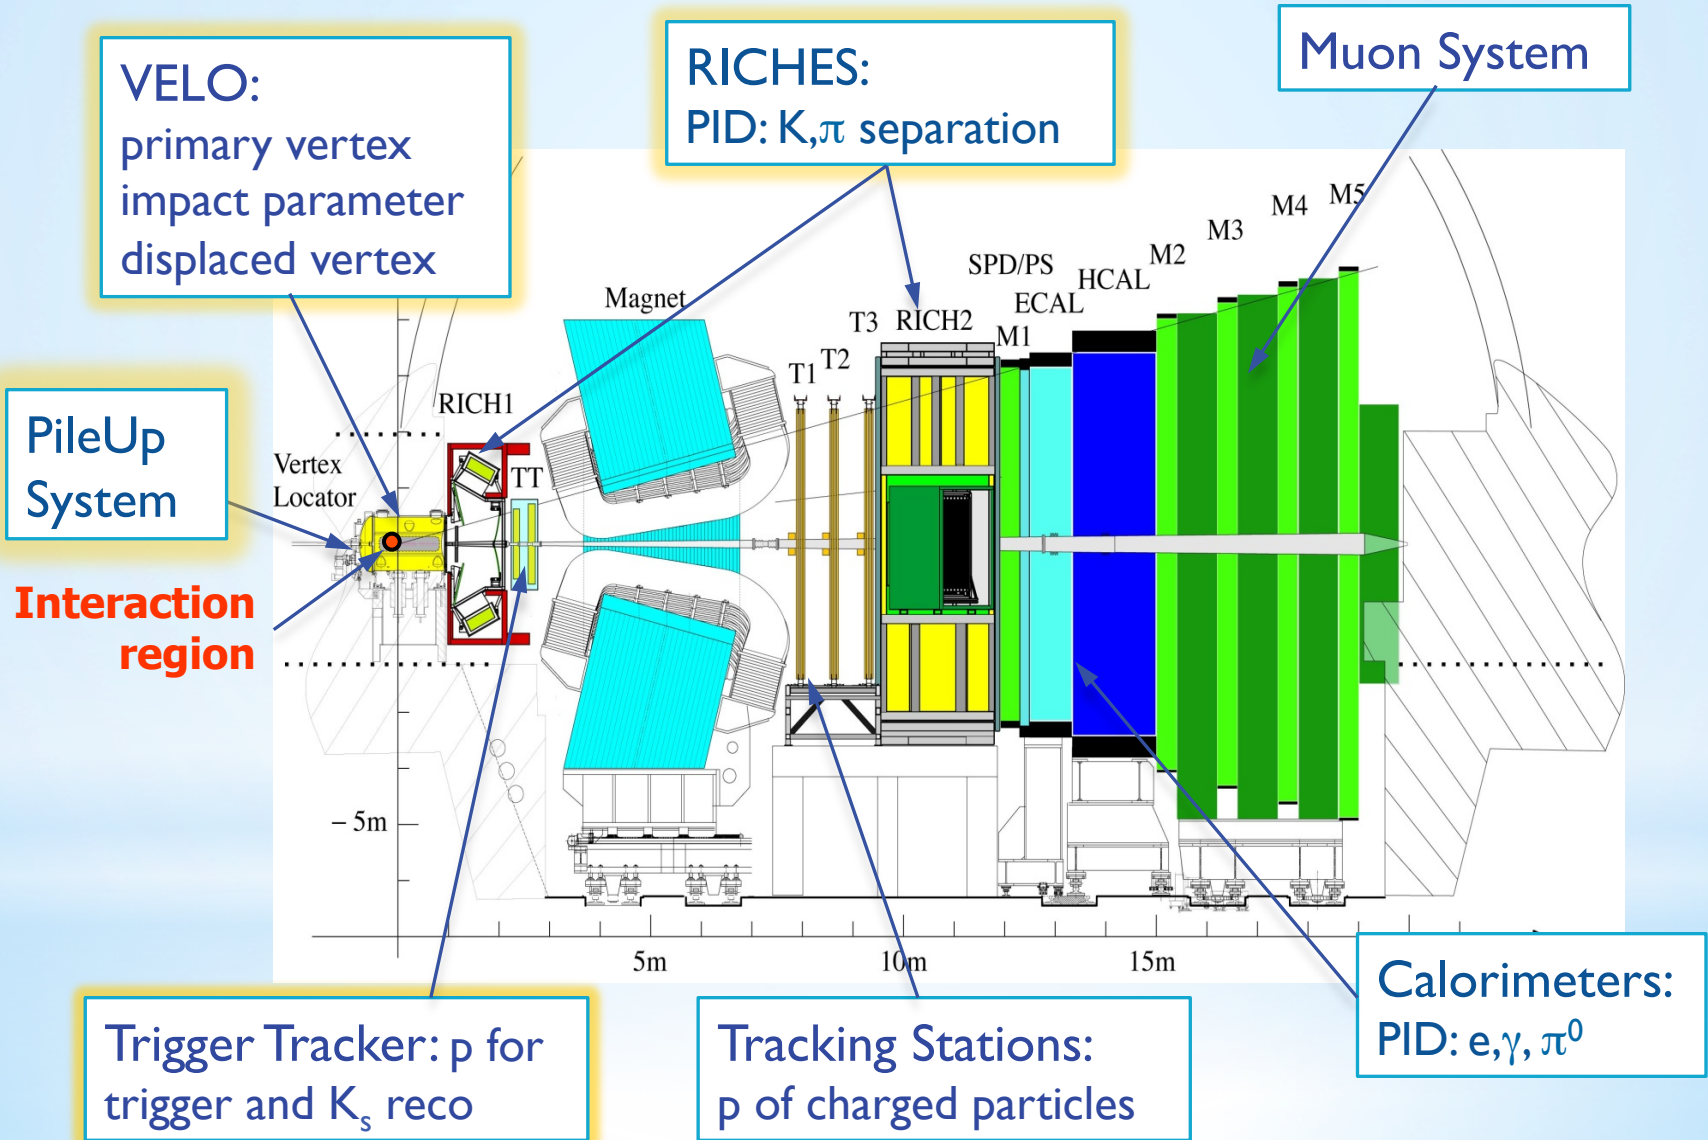 VELO:
primary vertex
impact parameter
displaced vertex
RICHES:
PID: K,π separation
Muon System
PileUp
System
Interaction
region
Vertex
Locator
RICH1
TT
Magnet
T1
T2
T3
RICH2
M1
SPD/PS
ECAL
HCAL
M2
M3
M4
M5
– 5m
5m
10m
15m
Trigger Tracker: p for
trigger and Kₛ reco
Tracking Stations:
p of charged particles
Calorimeters:
PID: e,γ, π⁰